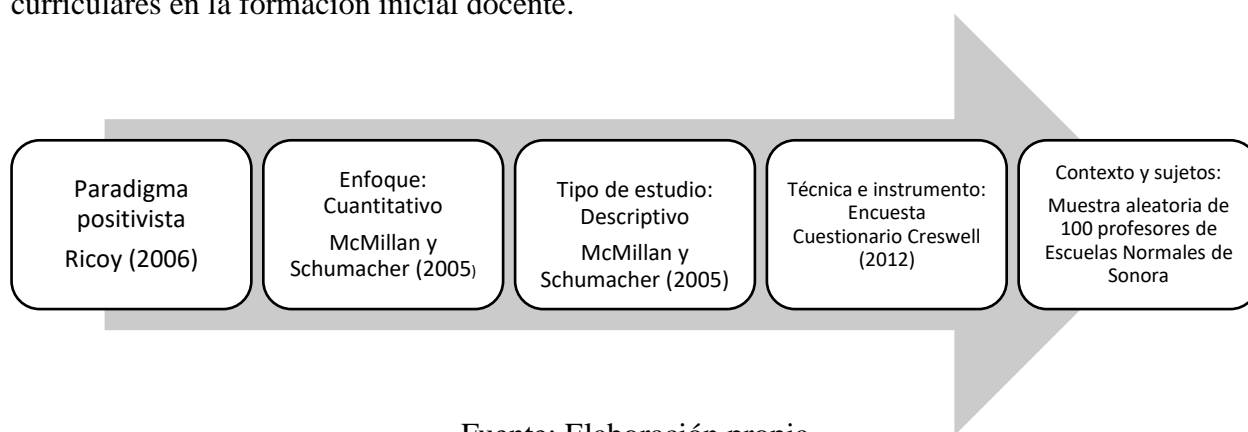 curriculares en la formación inicial docente.
Paradigma
positivista
Ricoy (2006)
Enfoque:
Cuantitativo
McMillan y
Schumacher (2005)
Tipo de estudio:
Descriptivo
McMillan y
Schumacher (2005)
Técnica e instrumento:
Encuesta
Cuestionario Creswell
(2012)
Contexto y sujetos:
Muestra aleatoria de
100 profesores de
Escuelas Normales de
Sonora
Fuente: Elaboración propia